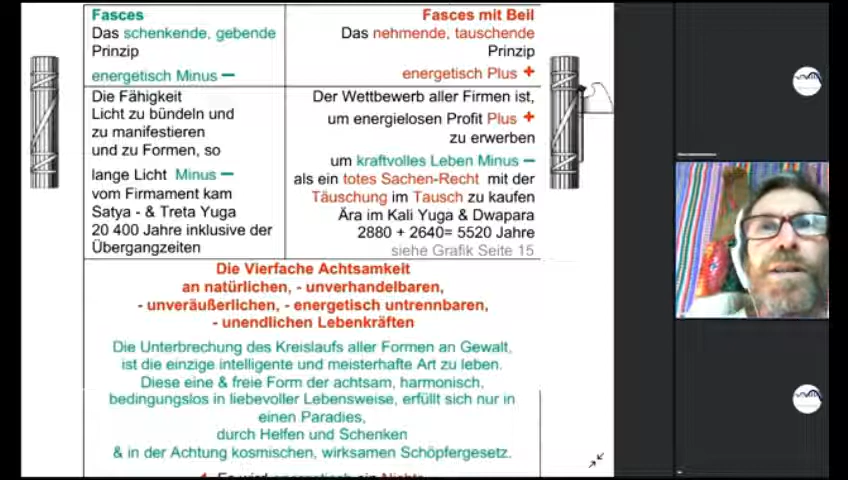 Fasces
Das schenkende, gebende
Prinzip
energetisch Minus −
Fasces mit Beil
Das nehmende, tauschende
Prinzip
energetisch Plus +
Die Fähigkeit
Licht zu bündeln und
zu manifestieren
und zu Formen, so
lange Licht Minus −
vom Firmament kam
Satya - & Treta Yuga
20 400 Jahre inklusive der
Übergangzeiten
Der Wettbewerb aller Firmen ist,
um energielosen Profit Plus +
zu erwerben
um kraftvolles Leben Minus −
als ein totes Sachen-Recht mit der
Täuschung im Tausch zu kaufen
Ära im Kali Yuga & Dwapara
2880 + 2640= 5520 Jahre
siehe Grafik Seite 15
Die Vierfache Achtsamkeit
an natürlichen, - unverhandelbaren,
- unveräußerlichen, - energetisch untrennbaren,
- unendlichen Lebenkräften
Die Unterbrechung des Kreislaufs aller Formen an Gewalt,
ist die einzige intelligente und meisterhafte Art zu leben.
Diese eine & freie Form der achtsam, harmonisch,
bedingungslos in liebevoller Lebensweise, erfüllt sich nur in
einen Paradies,
durch Helfen und Schenken
& in der Achtung kosmischen, wirksamen Schöpfergesetz.